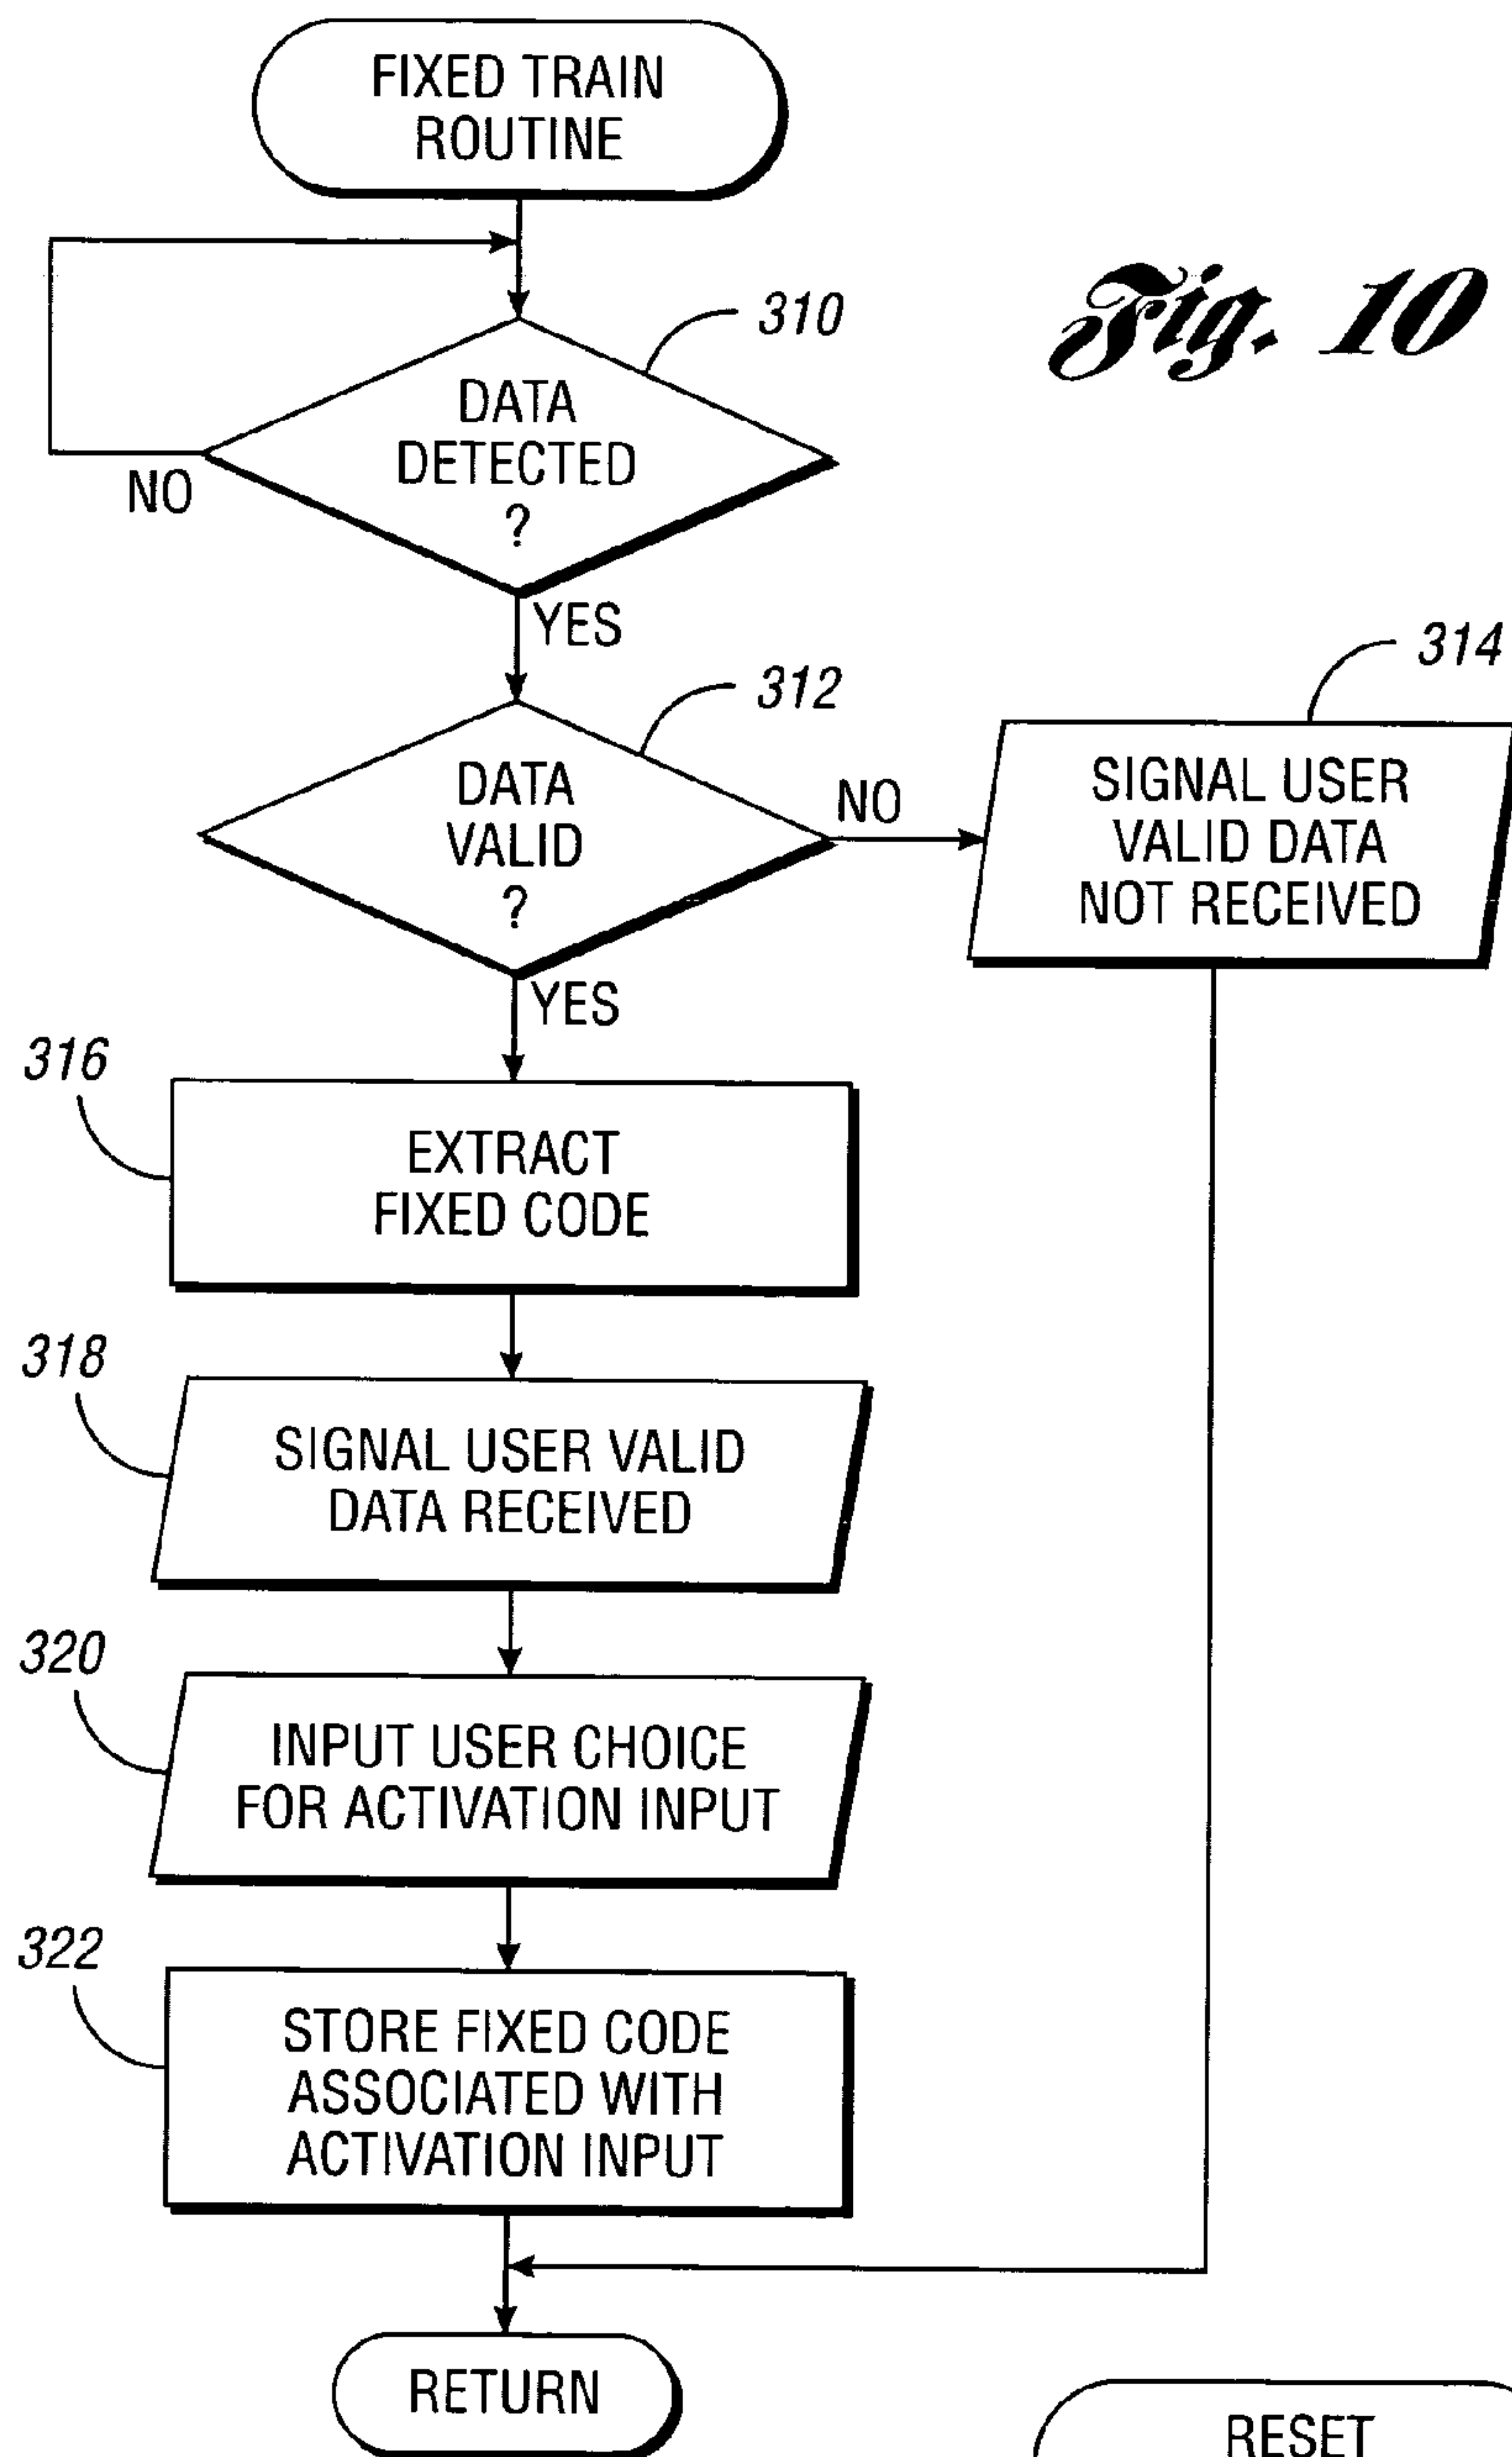 FIXED TRAIN
ROUTINE
Fig. 10
310
DATA
DETECTED
?
NO
YES
312
DATA
VALID
?
NO
YES
314
SIGNAL USER
VALID DATA
NOT RECEIVED
316
EXTRACT
FIXED CODE
318
SIGNAL USER VALID
DATA RECEIVED
320
INPUT USER CHOICE
FOR ACTIVATION INPUT
322
STORE FIXED CODE
ASSOCIATED WITH
ACTIVATION INPUT
RETURN
RESET